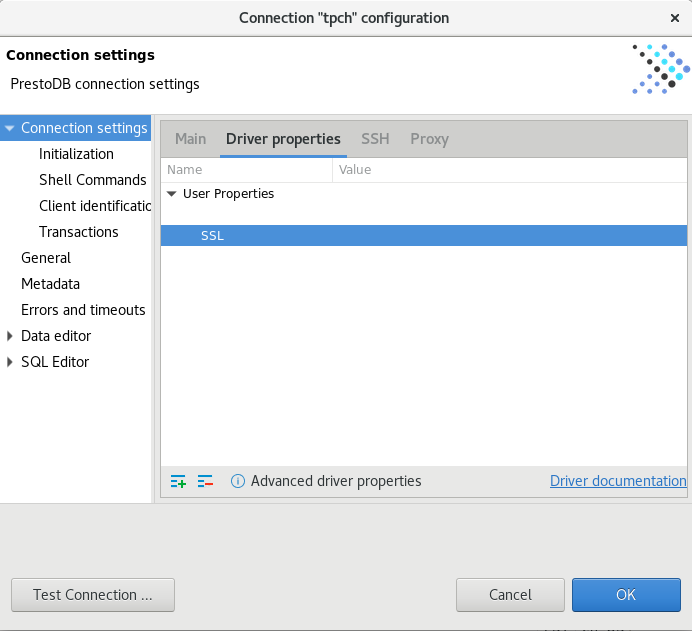 Connection "tpch" configuration
Connection settings
PrestoDB connection settings
Connection settings
Initialization
Shell Commands
Client identificatio
Transactions
General
Metadata
Errors and timeouts
Data editor
SQL Editor
Main Driver properties SSH Proxy
Name Value
User Properties
SSL
Advanced driver properties Driver documentation
Test Connection ... Cancel OK